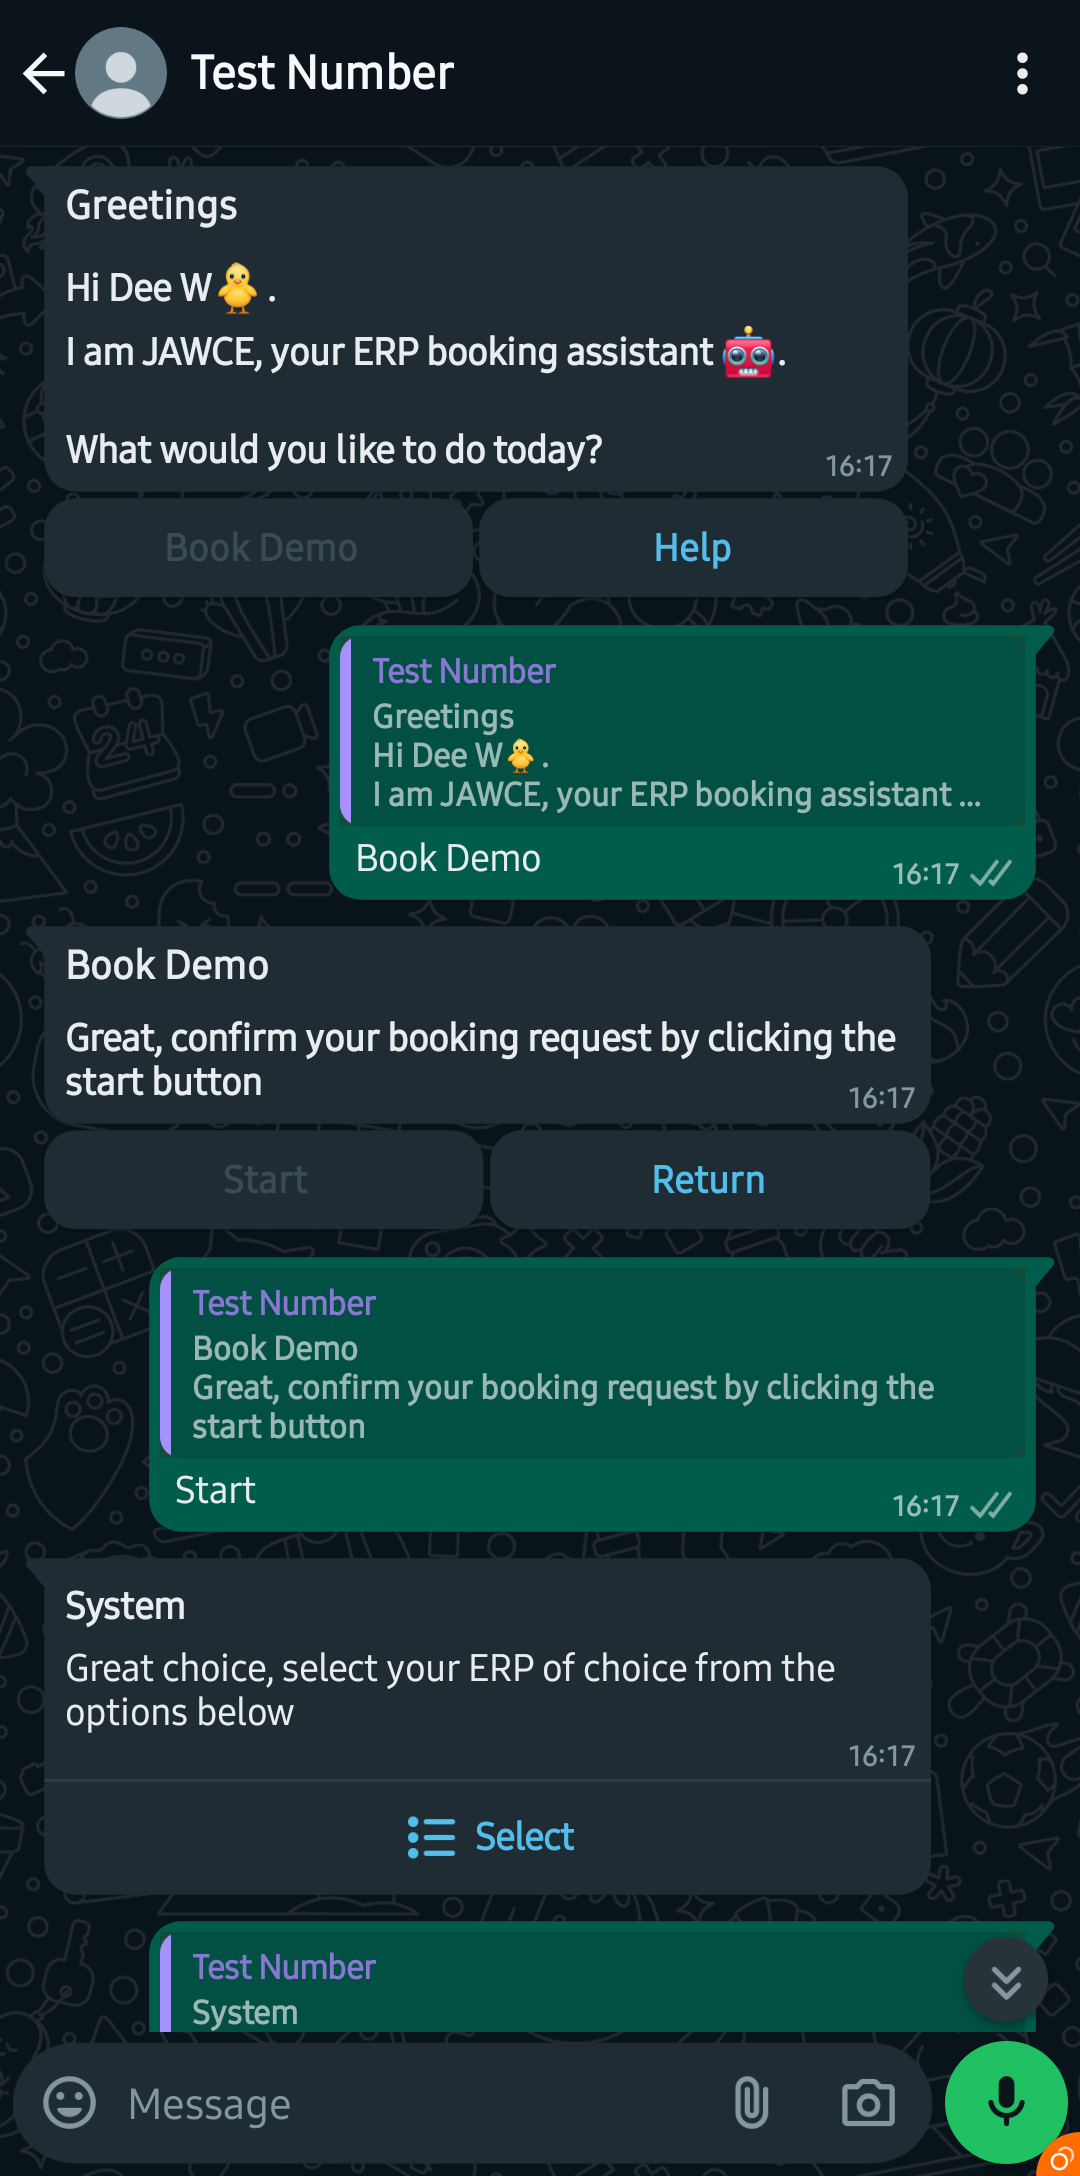 Test Number
Greetings
Hi Dee W🐥.
I am JAWCE, your ERP booking assistant 🤖.
What would you like to do today?
16:17
Book Demo
Help
Test Number
Greetings
Hi Dee W🐥.
I am JAWCE, your ERP booking assistant ...
Book Demo
16:17
Book Demo
Great, confirm your booking request by clicking the
start button
16:17
Start
Return
Test Number
Book Demo
Great, confirm your booking request by clicking the
start button
Start
16:17
System
Great choice, select your ERP of choice from the
options below
16:17
Select
Test Number
System
Message